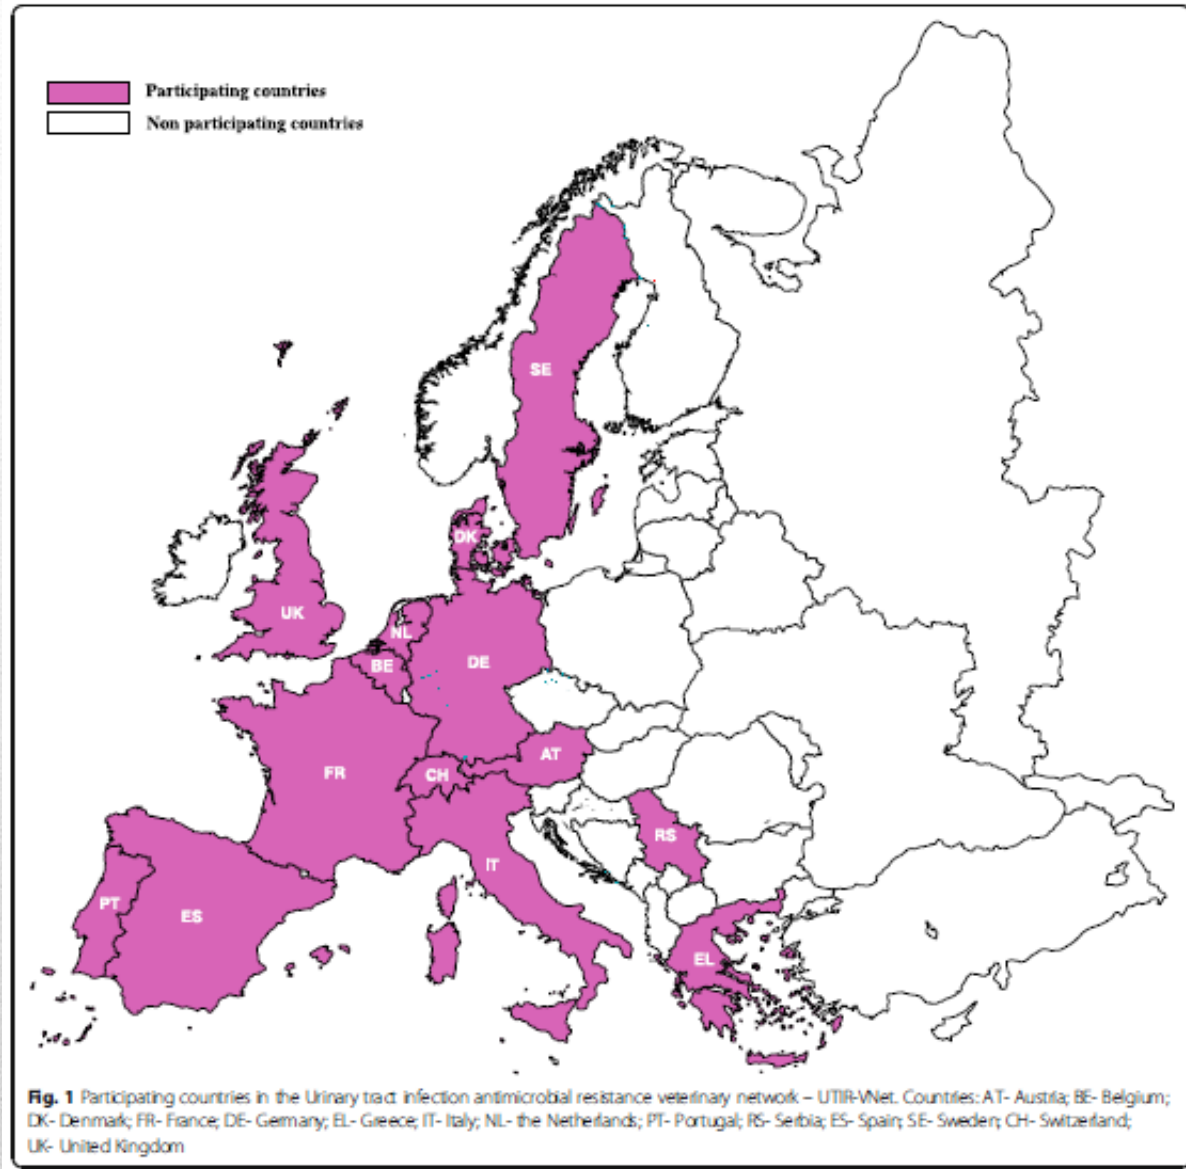 Participating countries
Non participating countries
SE
DK
UK
NL
BE
DE
AT
FR
CH
RS
IT
PT
ES
EL
Fig. 1 Participating countries in the Urinary tract infection antimicrobial resistance veterinary network – UTIR-VNet. Countries: AT- Austria; BE- Belgium;
DK- Denmark; FR- France; DE- Germany; EL- Greece; IT- Italy; NL- the Netherlands; PT- Portugal; RS- Serbia; ES- Spain; SE- Sweden; CH- Switzerland;
UK- United Kingdom